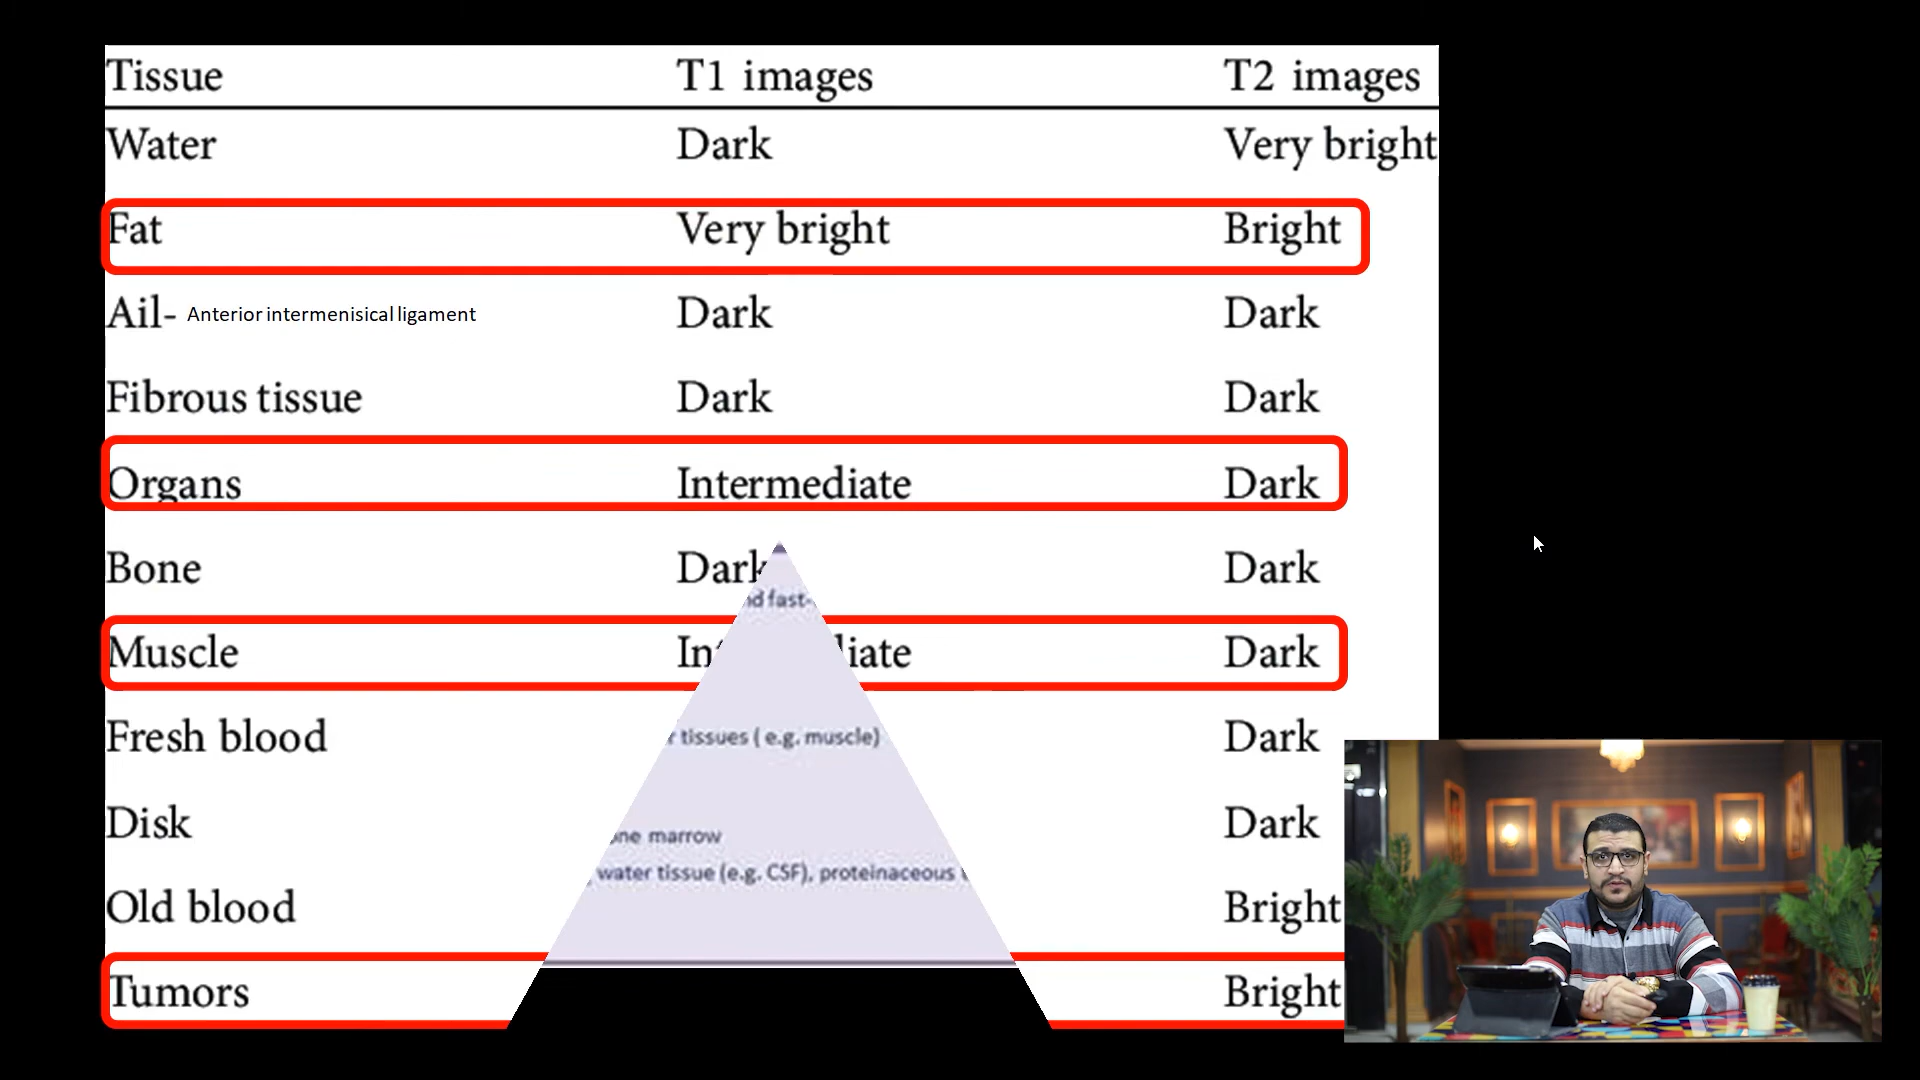 Tissue T1 images T2 images
Water Dark Very bright
Fat Very bright Bright
Ail- Anterior intermenisical ligament Dark Dark
Fibrous tissue Dark Dark
Organs Intermediate Dark
Bone Dark Dark
fast-
Muscle Dark
Fresh blood tissues ( e.g. muscle) Dark
Disk Dark
marrow
water tissue (e.g. CSF), proteinaceous
Old blood Bright
Tumors Bright